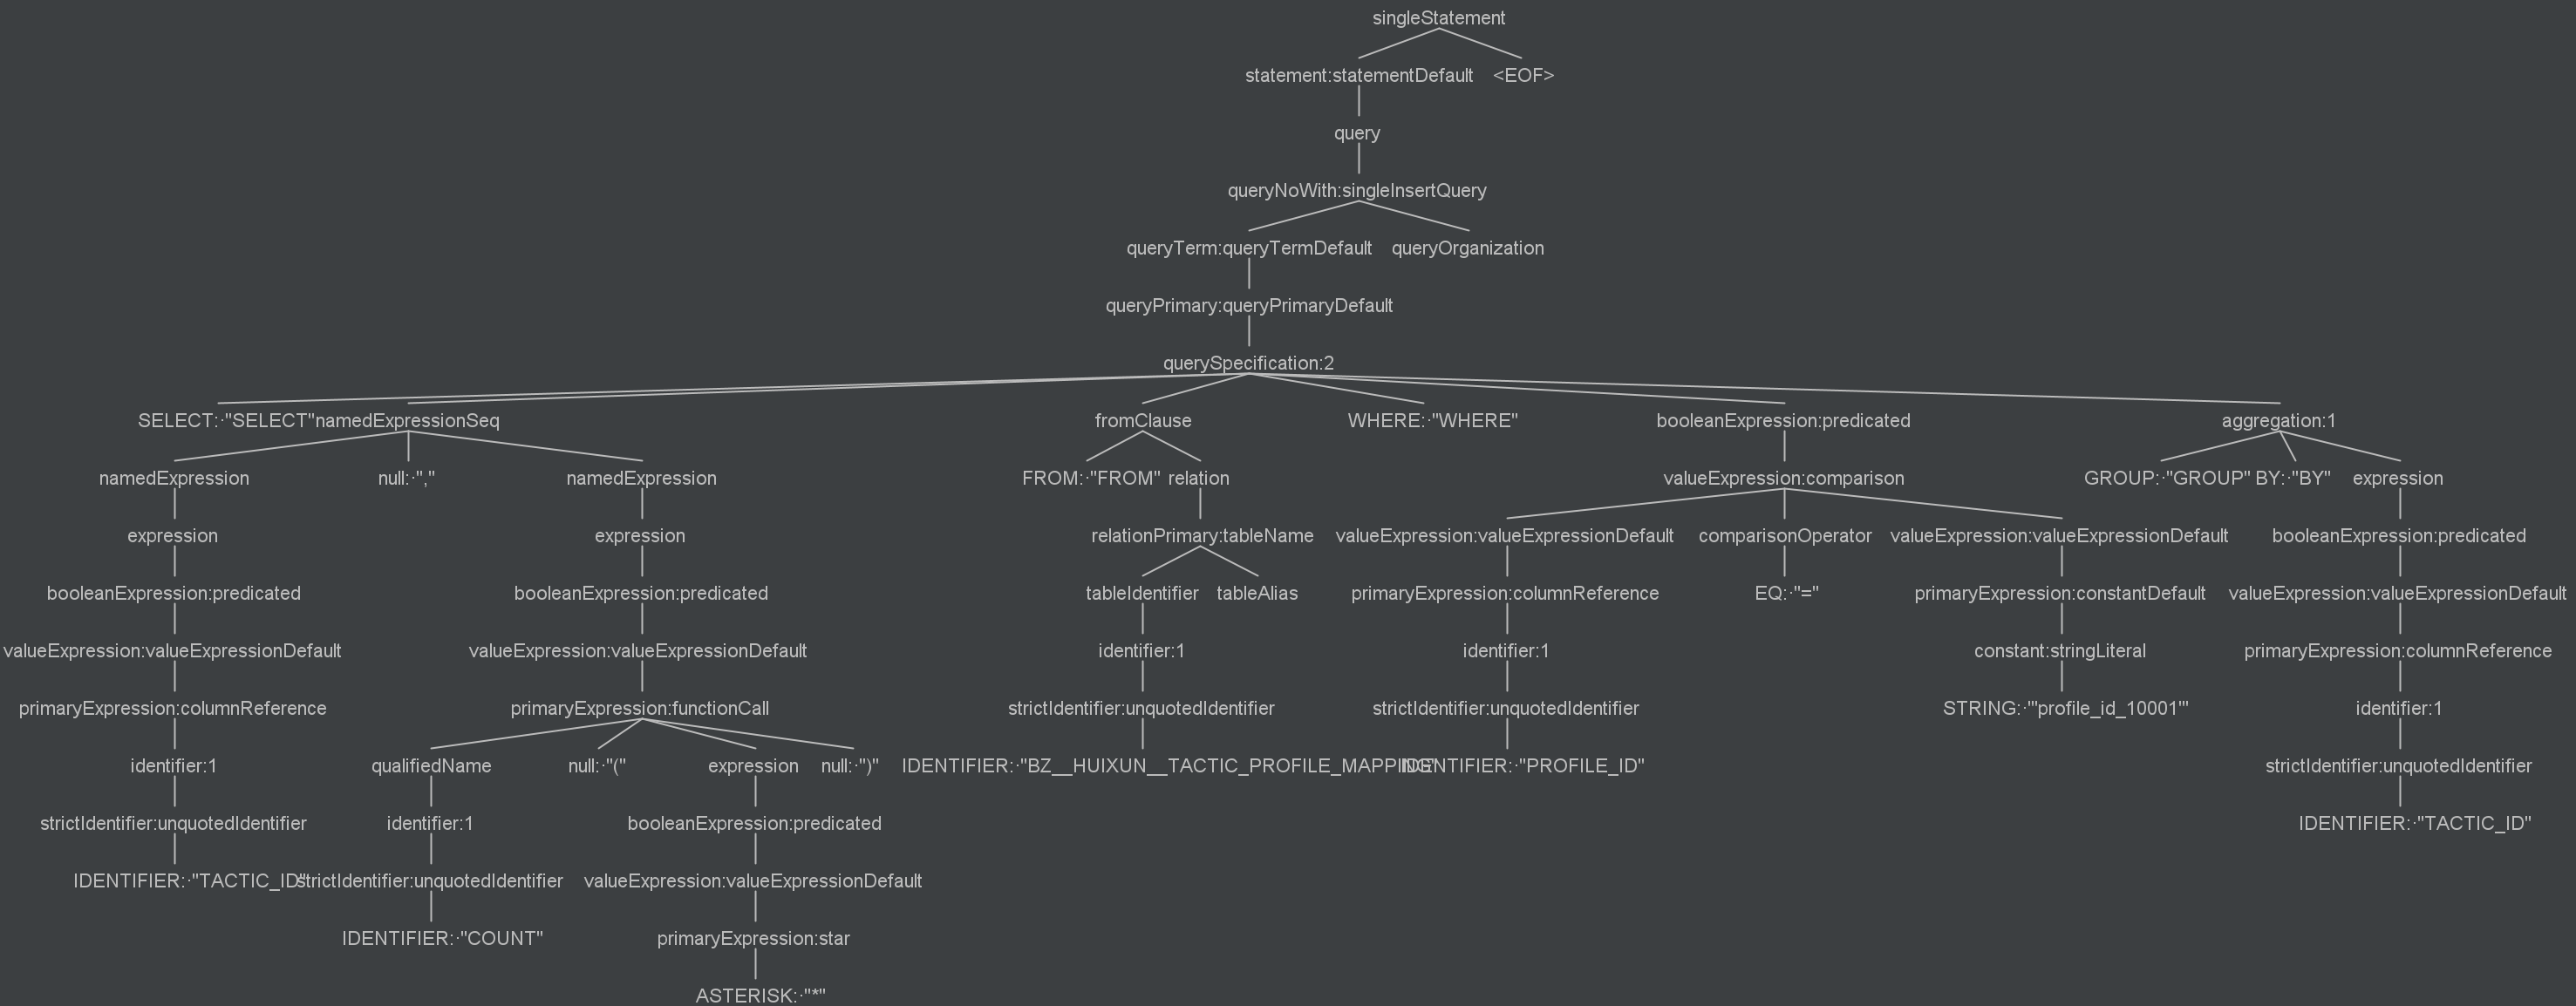 singleStatement
statement:statementDefault <EOF>
query
queryNoWith:singleInsertQuery
queryTerm:queryTermDefault queryOrganization
queryPrimary:queryPrimaryDefault
querySpecification:2
SELECT:·"SELECT" namedExpressionSeq fromClause WHERE:·"WHERE" booleanExpression:predicated aggregation:1
namedExpression null:·"," namedExpression FROM:·"FROM" relation valueExpression:comparison GROUP:·"GROUP" BY:·"BY" expression
expression expression relationPrimary:tableName valueExpression:valueExpressionDefault comparisonOperator valueExpression:valueExpressionDefault booleanExpression:predicated
booleanExpression:predicated booleanExpression:predicated tableIdentifier tableAlias primaryExpression:columnReference EQ:·"=" primaryExpression:constantDefault valueExpression:valueExpressionDefault
valueExpression:valueExpressionDefault valueExpression:valueExpressionDefault identifier:1 identifier:1 constant:stringLiteral primaryExpression:columnReference
primaryExpression:columnReference primaryExpression:functionCall strictIdentifier:unquotedIdentifier strictIdentifier:unquotedIdentifier STRING:·"'profile_id_10001'" identifier:1
identifier:1 qualifiedName null:·"(" expression null:·")" IDENTIFIER:·"BZ__HUIXUN__TACTIC_PROFILE_MAPPING" IDENTIFIER:·"PROFILE_ID" strictIdentifier:unquotedIdentifier
strictIdentifier:unquotedIdentifier identifier:1 booleanExpression:predicated IDENTIFIER:·"TACTIC_ID"
IDENTIFIER:·"TACTIC_ID" strictIdentifier:unquotedIdentifier valueExpression:valueExpressionDefault
IDENTIFIER:·"COUNT" primaryExpression:star
ASTERISK:·"*"